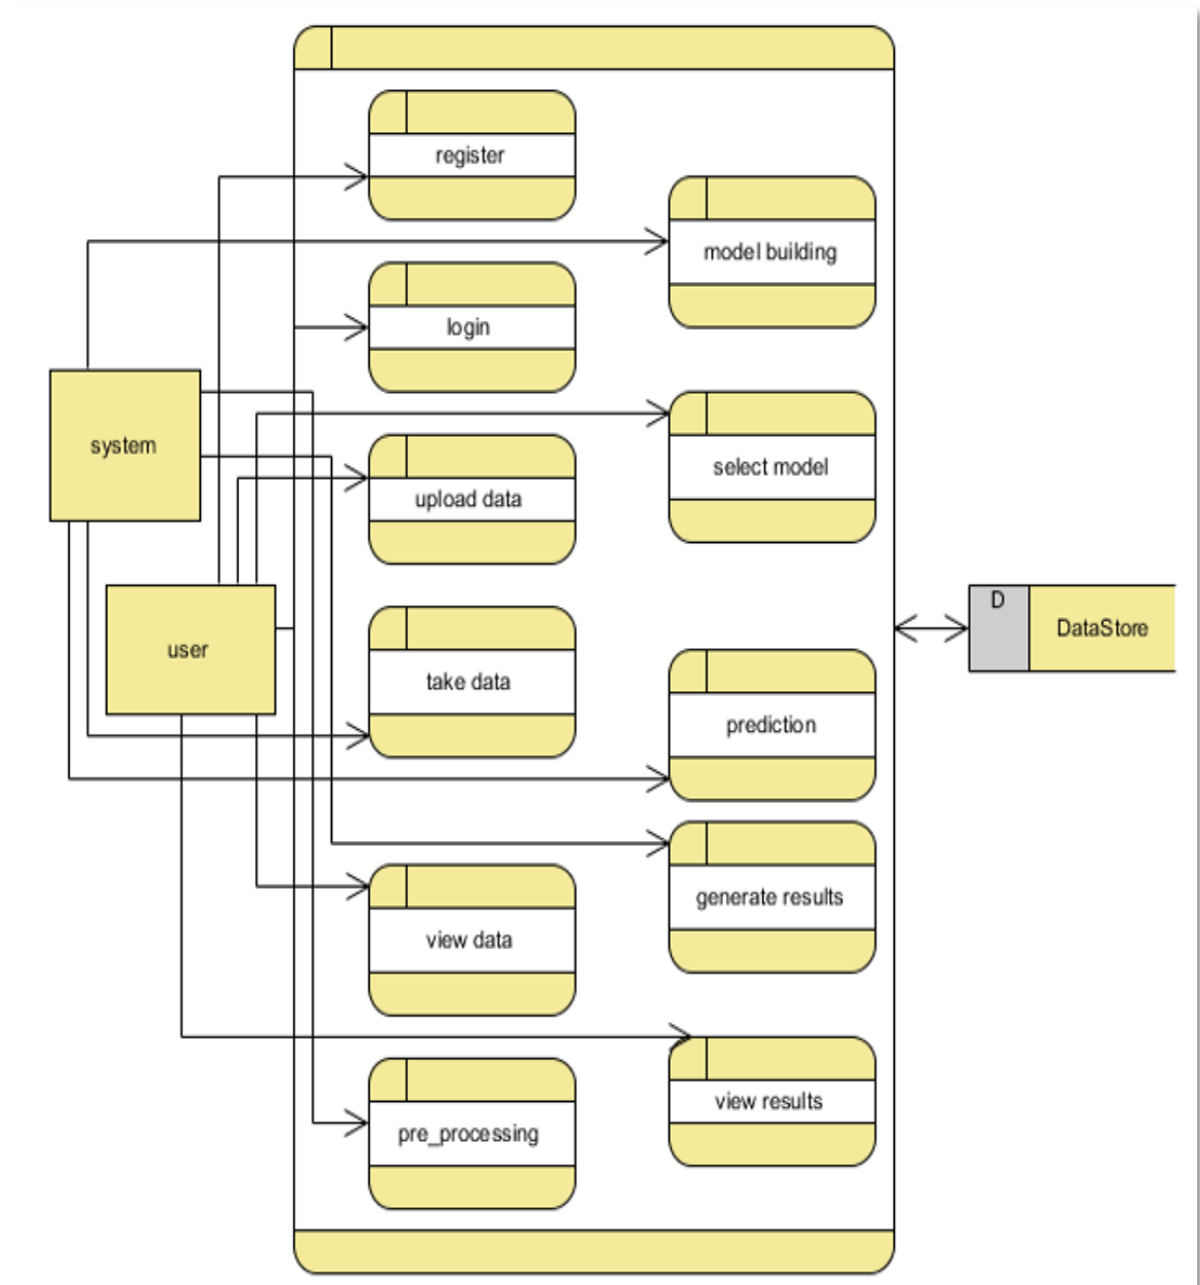 register
model building
login
system
select model
upload data
D
DataStore
user
take data
prediction
generate results
view data
view results
pre_processing